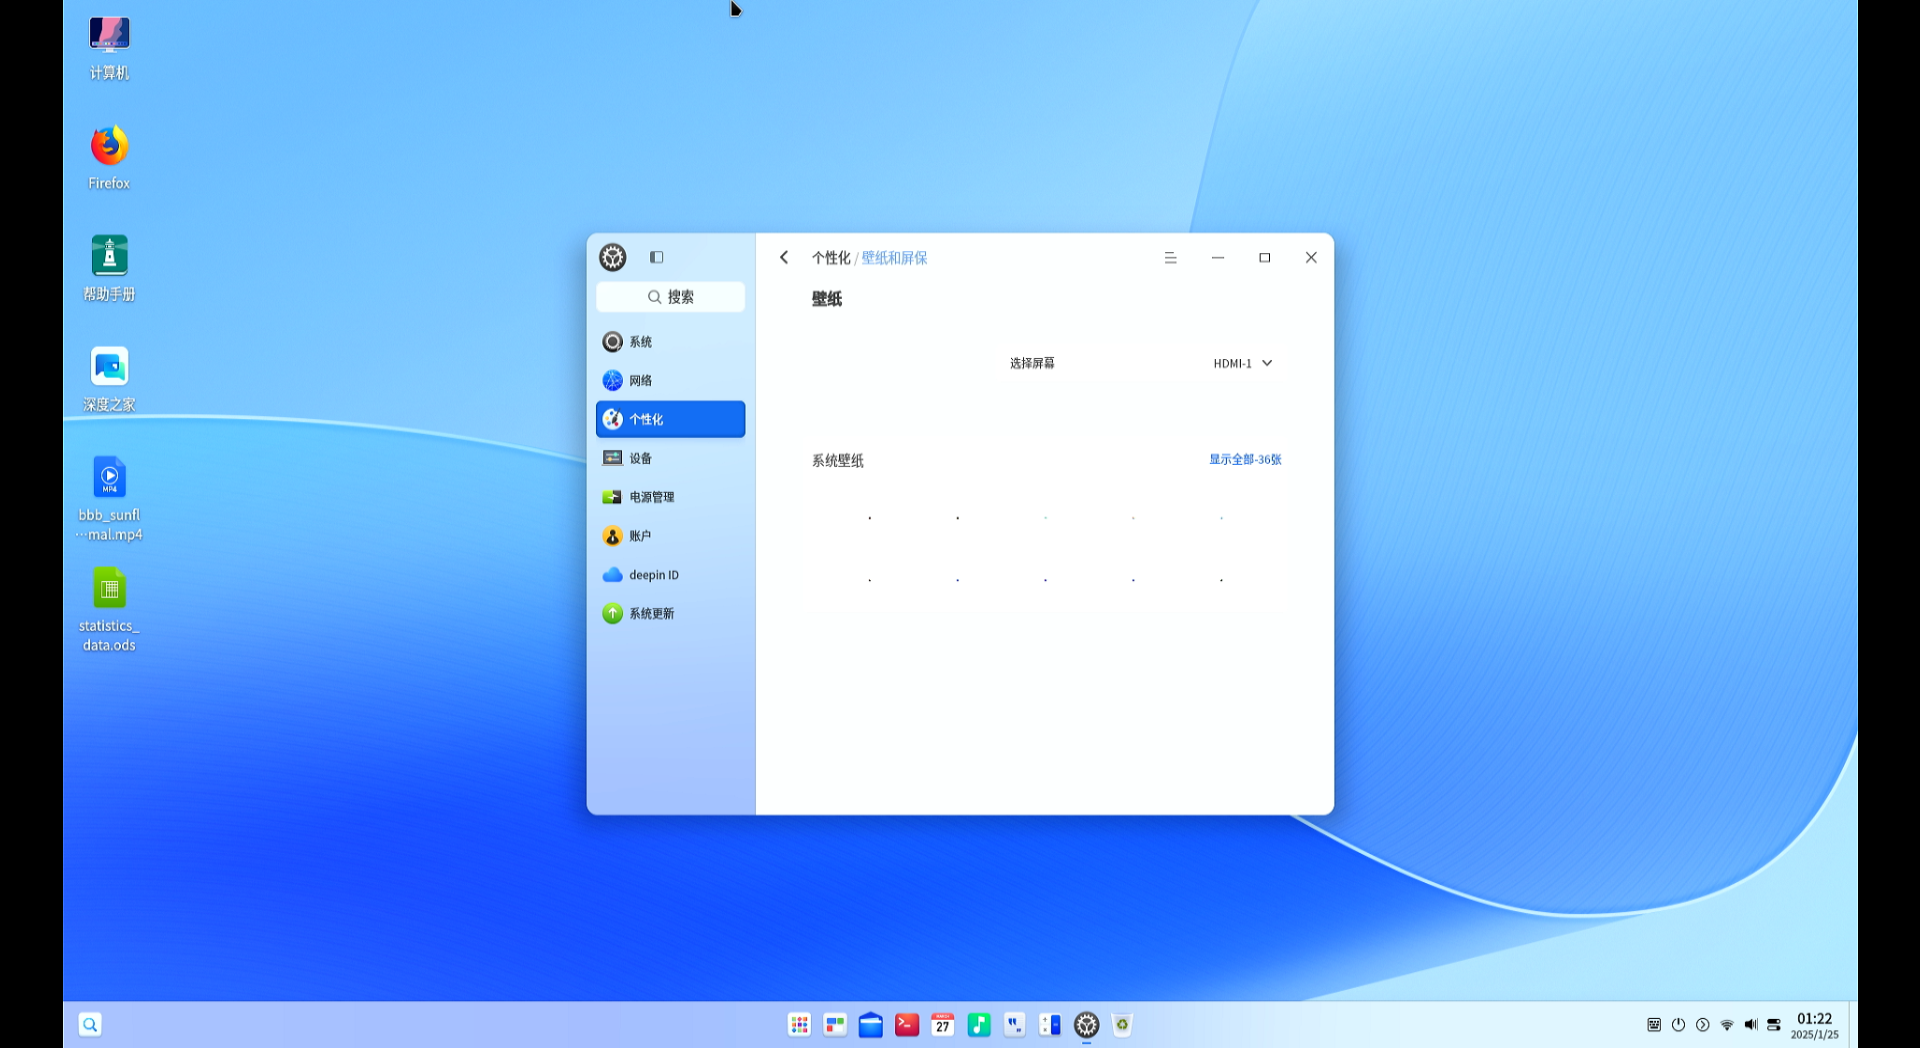 计算机
Firefox
帮助手册
深度之家
bbb_sunfl
…mal.mp4
statistics_
data.ods
搜索
系统
网络
个性化
设备
电源管理
账户
deepin ID
系统更新
个性化 / 壁纸和屏保
壁纸
选择屏幕 HDMI-1
系统壁纸 显示全部-36张
MP4
27
01:22
2025/1/25